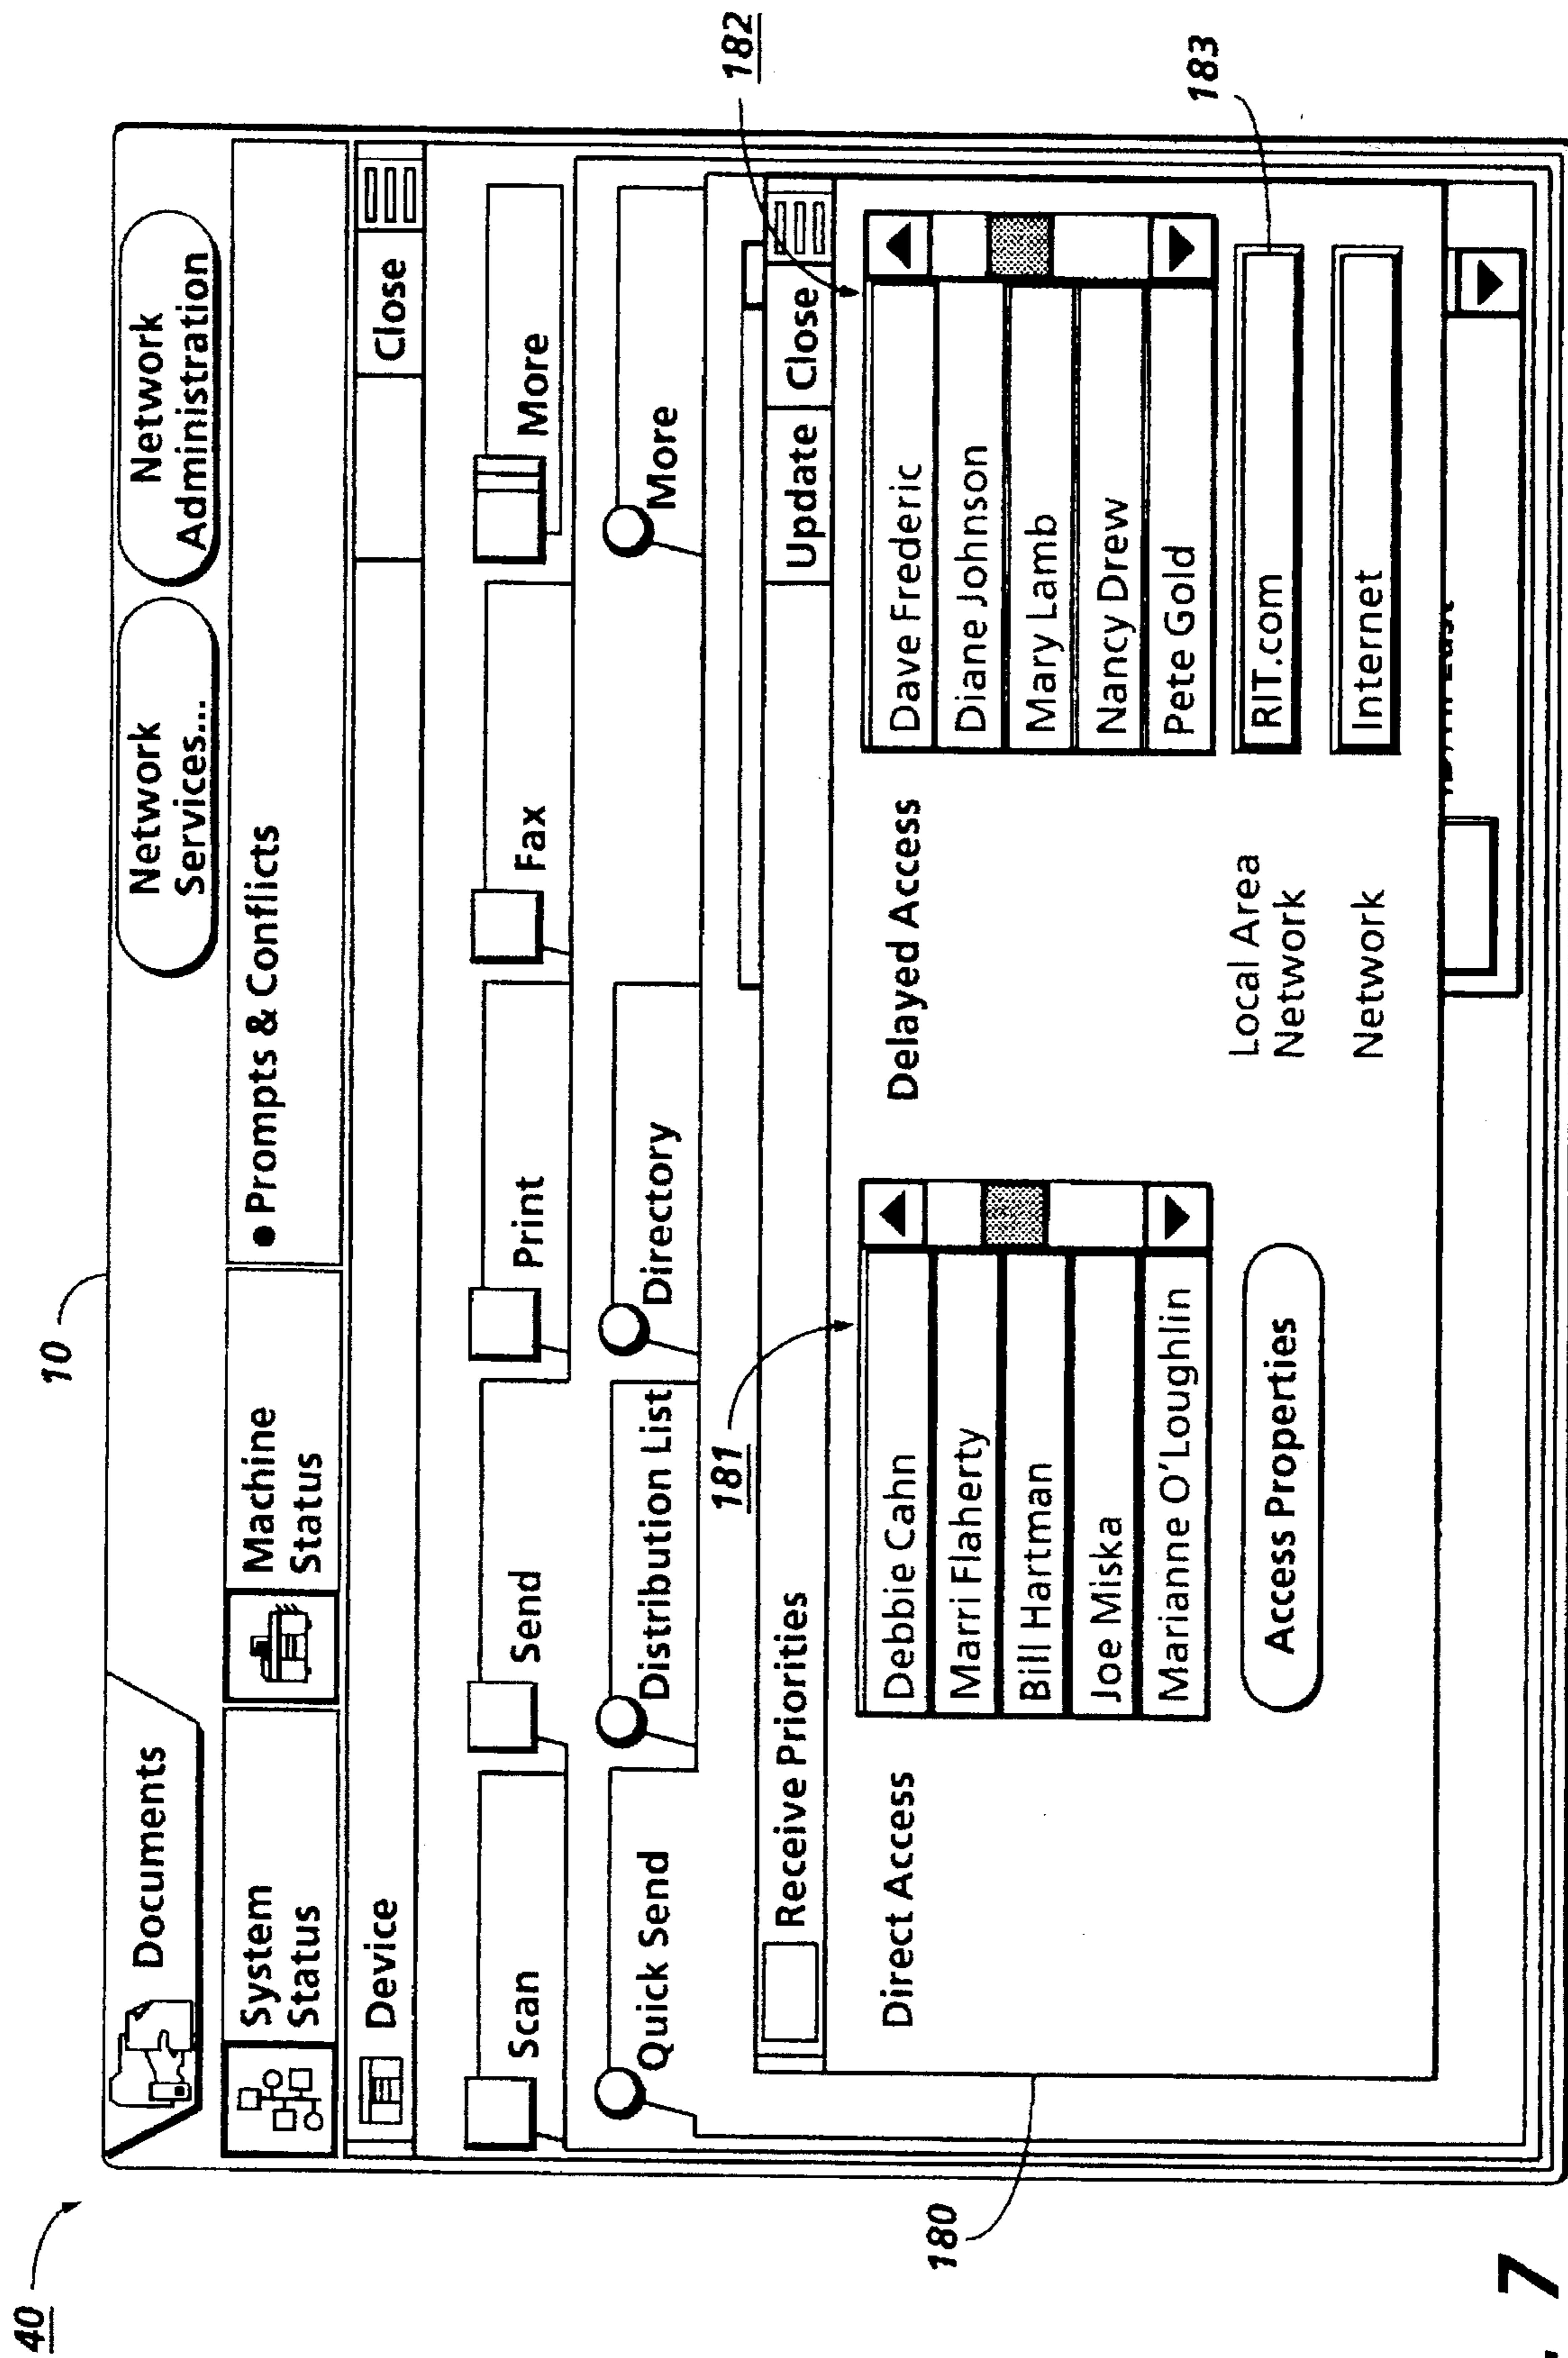 40
10
Documents
Network
Services...
Network
Administration
System
Status
Machine
Status
● Prompts & Conflicts
Device
Close
Scan
Send
Print
Fax
More
Quick Send
Distribution List
Directory
More
182
181
Receive Priorities
Update
Close
Direct Access
Debbie Cahn
Marri Flaherty
Bill Hartman
Joe Miska
Marianne O'Loughlin
Access Properties
Delayed Access
Dave Frederic
Diane Johnson
Mary Lamb
Nancy Drew
Pete Gold
Local Area
Network
RIT.com
183
Network
Internet
180
7